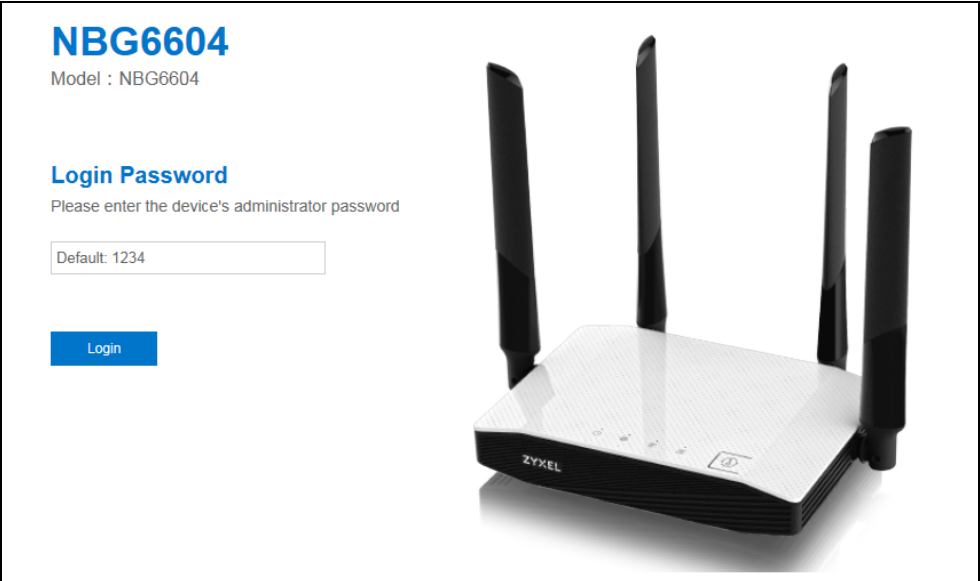 NBG6604
Model : NBG6604
Login Password
Please enter the device's administrator password
Default: 1234
Login
ZYXEL